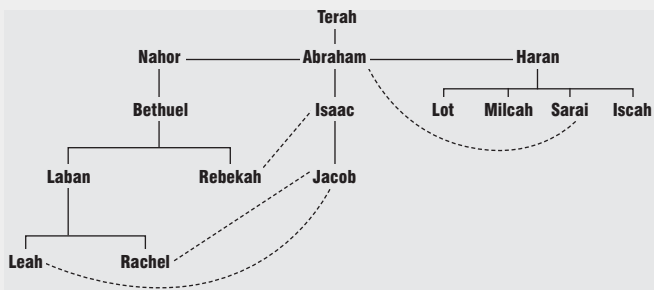 Terah
Nahor Abraham Haran
Bethuel Isaac Lot Milcah Sarai Iscah
Laban Rebekah Jacob
Leah Rachel